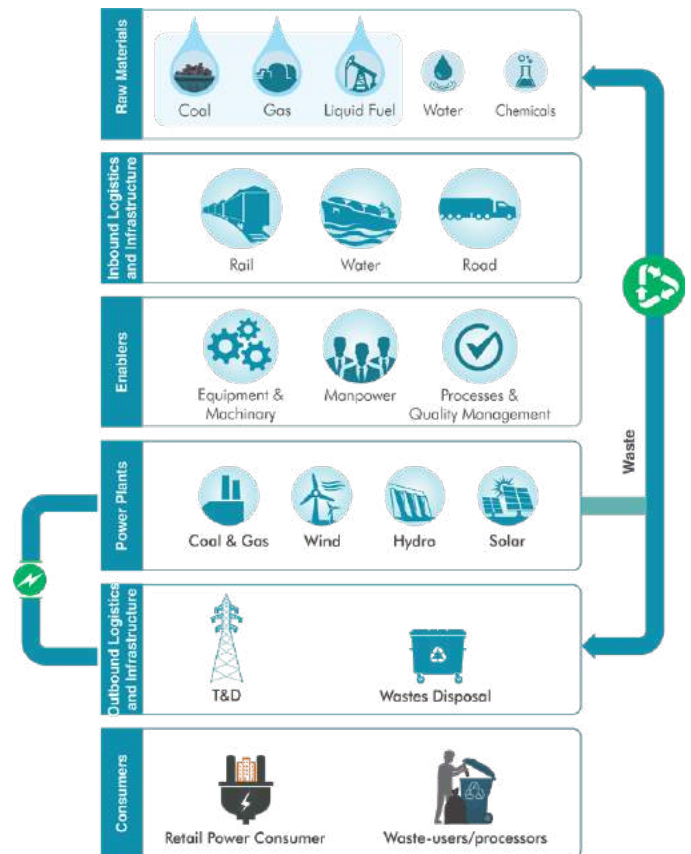 Raw Materials
Coal
Gas
Liquid Fuel
Water
Chemicals
Inbound Logistics
and Infrastructure
Rail
Water
Road
Enablers
Equipment &
Machinary
Manpower
Processes &
Quality Management
Waste
Power Plants
Coal & Gas
Wind
Hydro
Solar
Outbound Logistics
and Infrastructure
T&D
Wastes Disposal
Consumers
Retail Power Consumer
Waste-users/processors